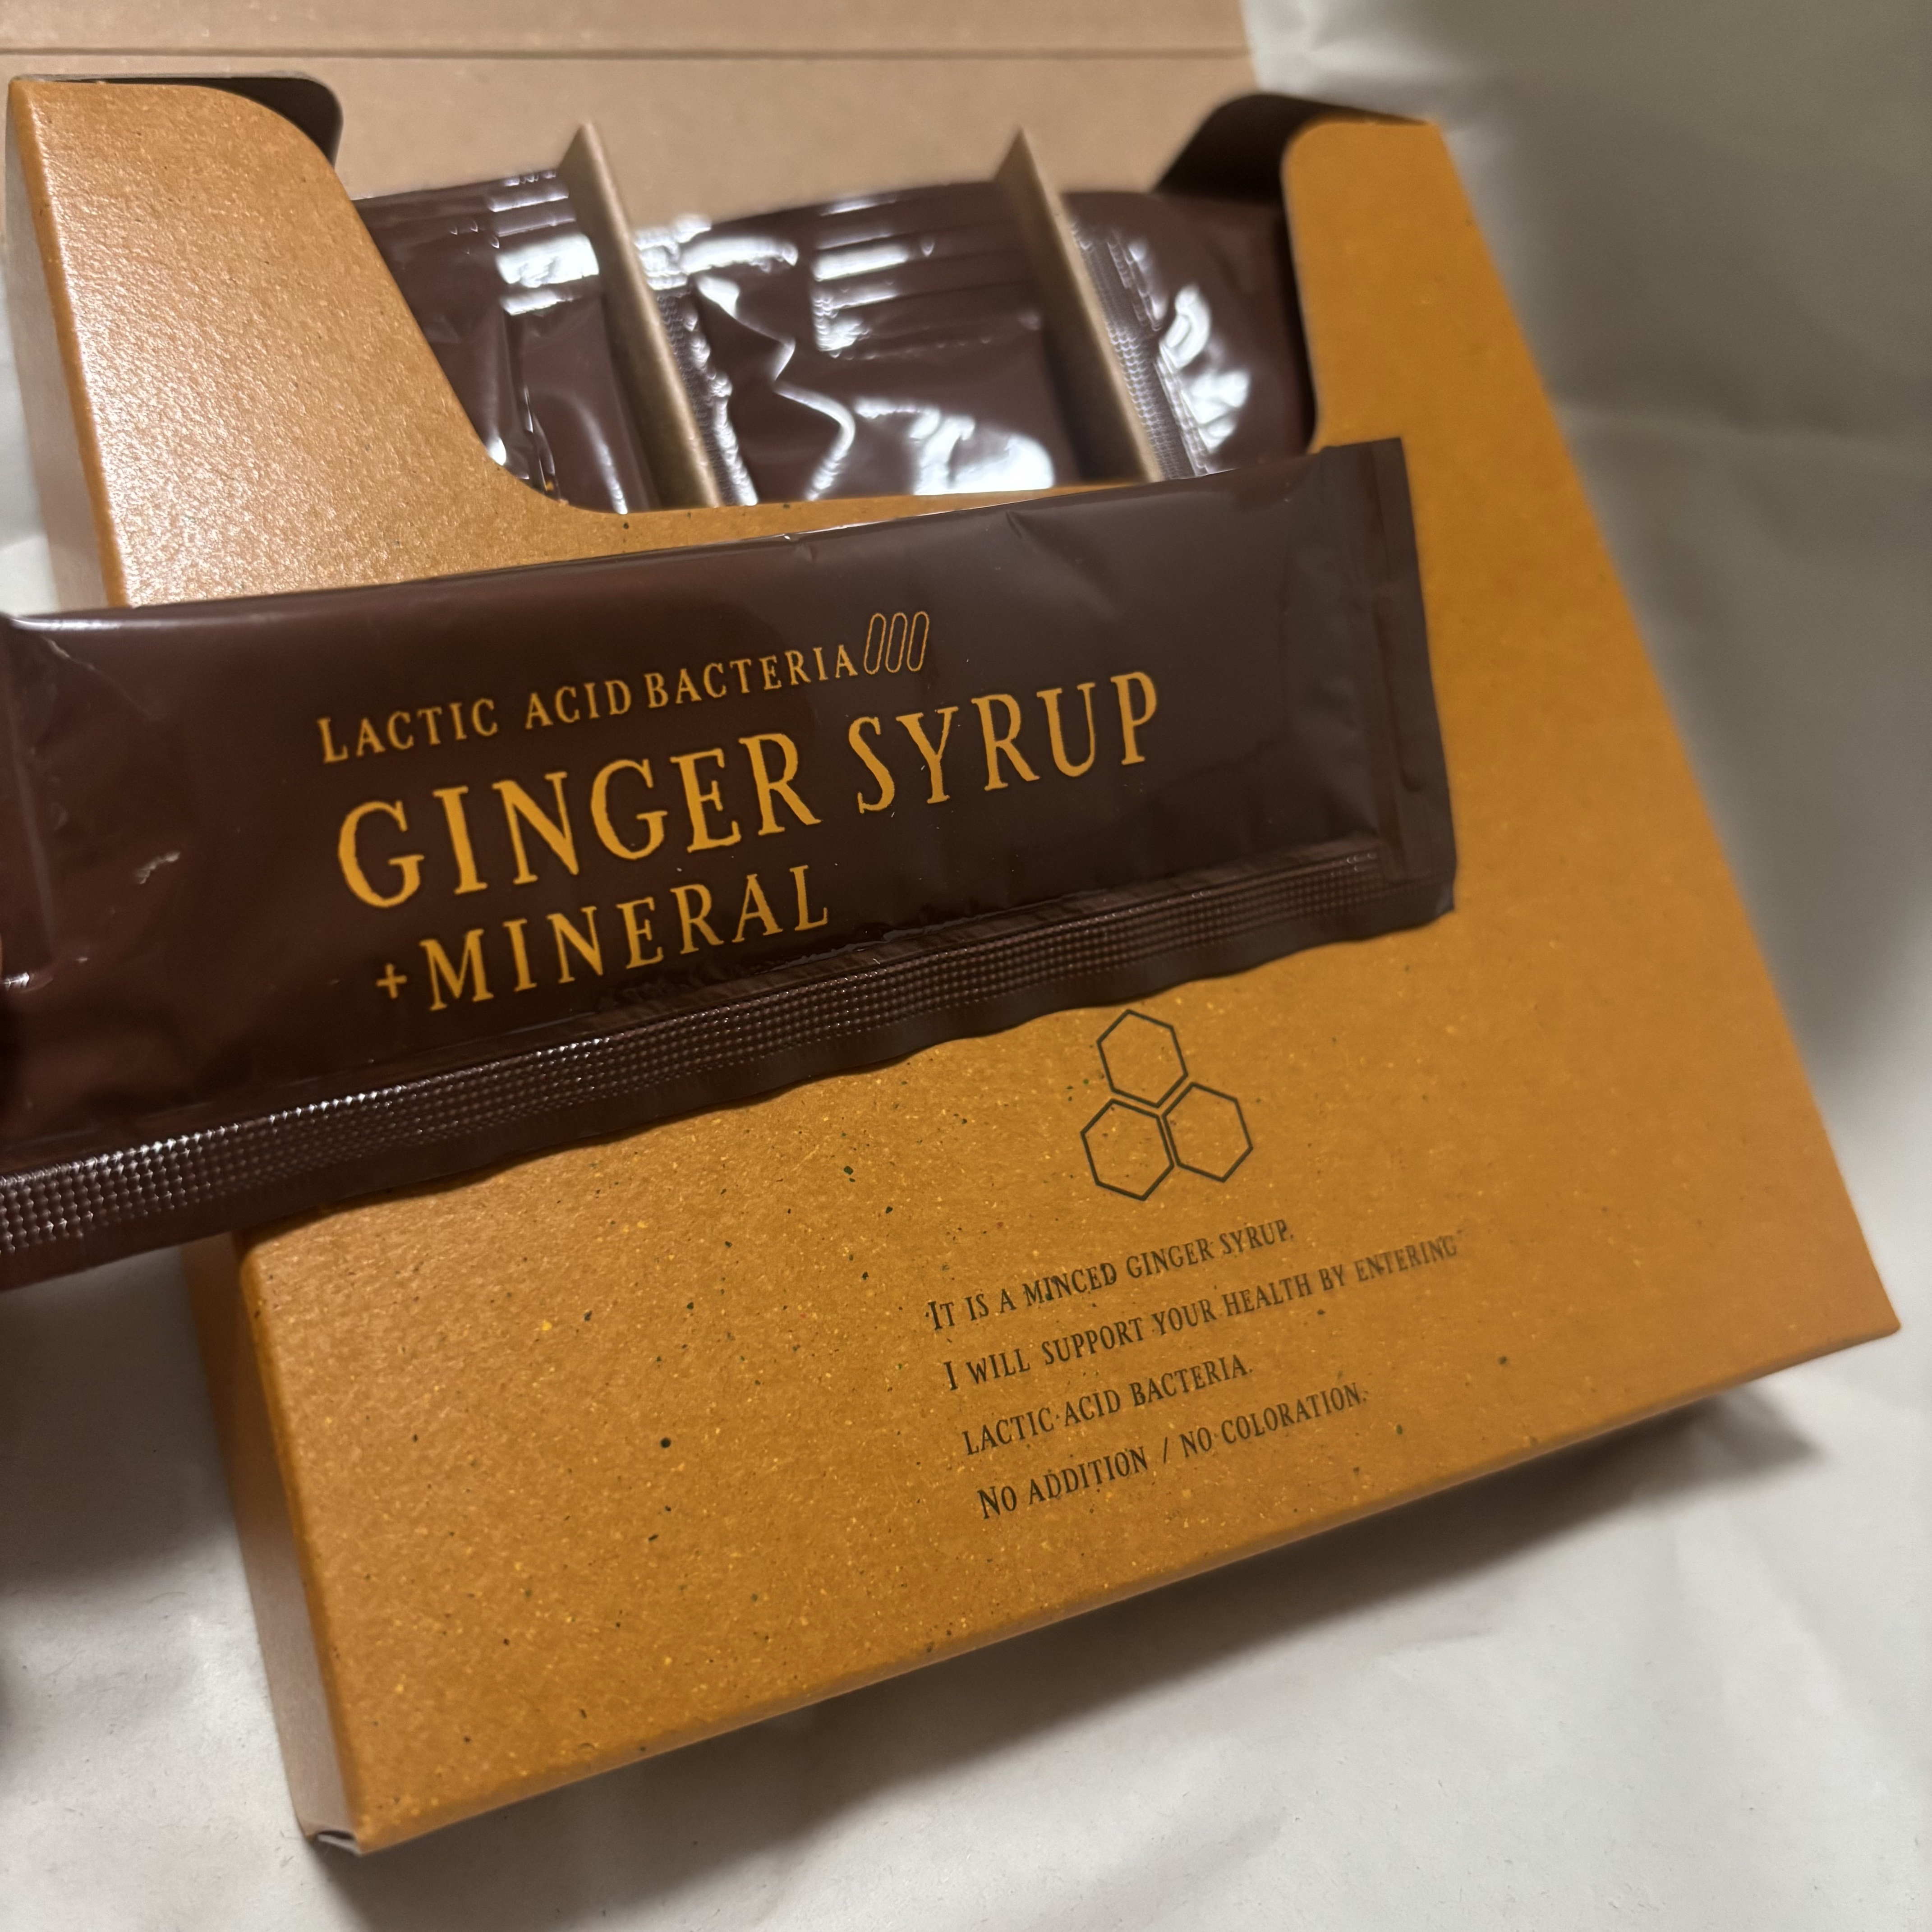 LACTIC ACID BACTERIA
GINGER SYRUP
+MINERAL
IT IS A MINCED GINGER SYRUP.
I WILL SUPPORT YOUR HEALTH BY ENTERING
LACTIC ACID BACTERIA.
NO ADDITION / NO COLORATION.